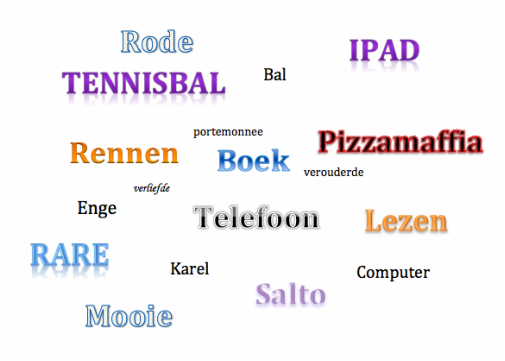 Rode
IPAD
TENNISBAL
Bal
portemonnee
Pizzamaffia
Rennen
Boek
verouderde
verliefde
Enge
Telefoon
Lezen
RARE
Karel
Computer
Salto
Mooie